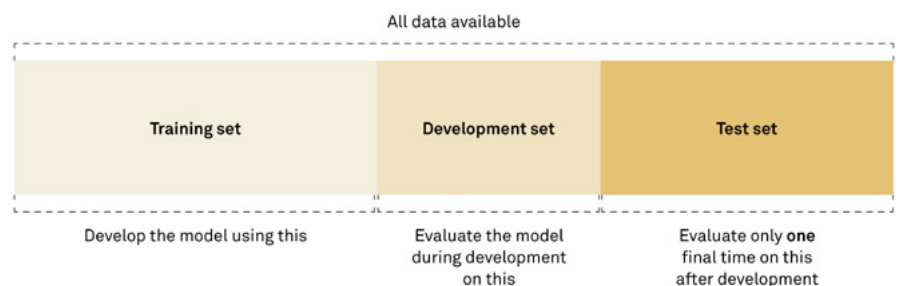 All data available
Training set
Development set
Test set
Develop the model using this
Evaluate the model
during development
on this
Evaluate only one
final time on this
after development